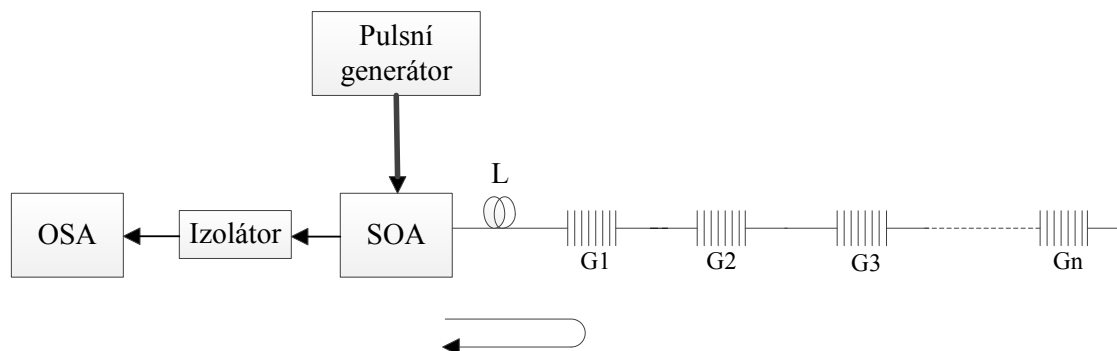 Pulsní
generátor
L
OSA
Izolátor
SOA
G1
G2
G3
Gn